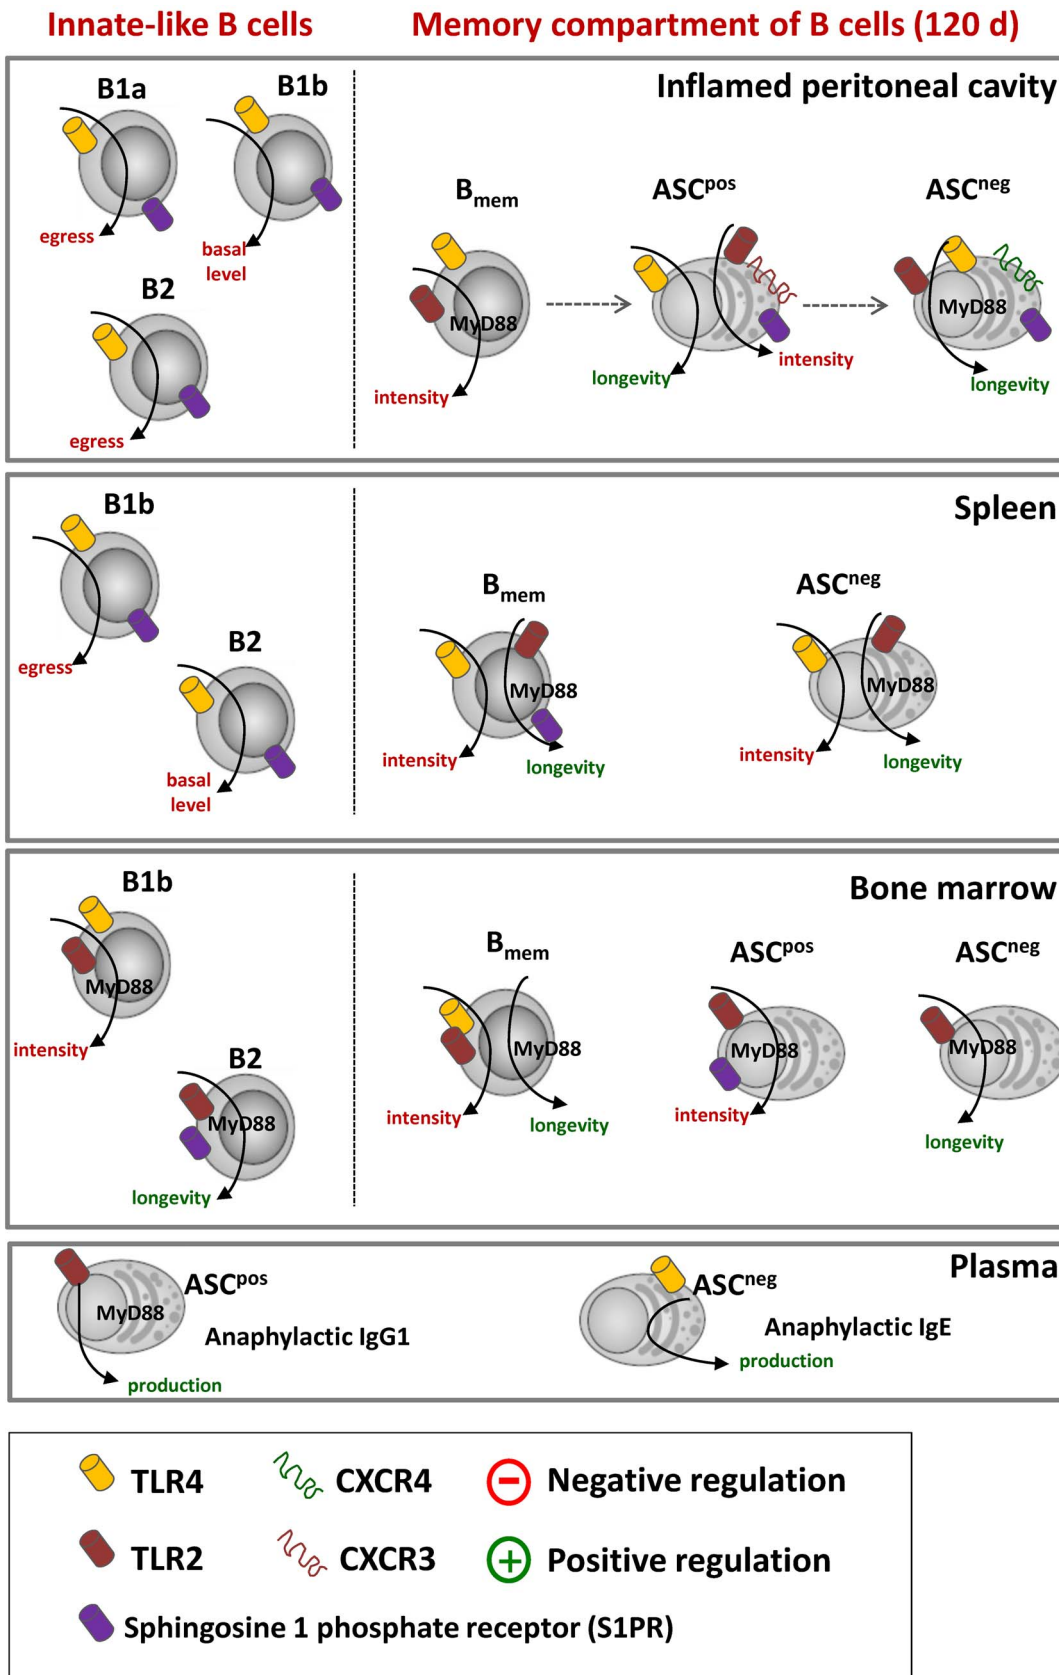 Innate-like B cells
Memory compartment of B cells (120 d)
Inflamed peritoneal cavity
B1a
B1b
egress
basal
level
B2
egress
Bmem
MyD88
intensity
ASCpos
longevity
intensity
ASCneg
MyD88
longevity
Spleen
B1b
egress
B2
basal
level
Bmem
MyD88
intensity
longevity
ASCneg
MyD88
intensity
longevity
Bone marrow
B1b
MyD88
intensity
B2
MyD88
longevity
Bmem
MyD88
intensity
longevity
ASCpos
MyD88
intensity
ASCneg
MyD88
longevity
Plasma
ASCpos
MyD88
Anaphylactic IgG1
production
ASCneg
Anaphylactic IgE
production
TLR4
CXCR4
− Negative regulation
TLR2
CXCR3
+ Positive regulation
Sphingosine 1 phosphate receptor (S1PR)